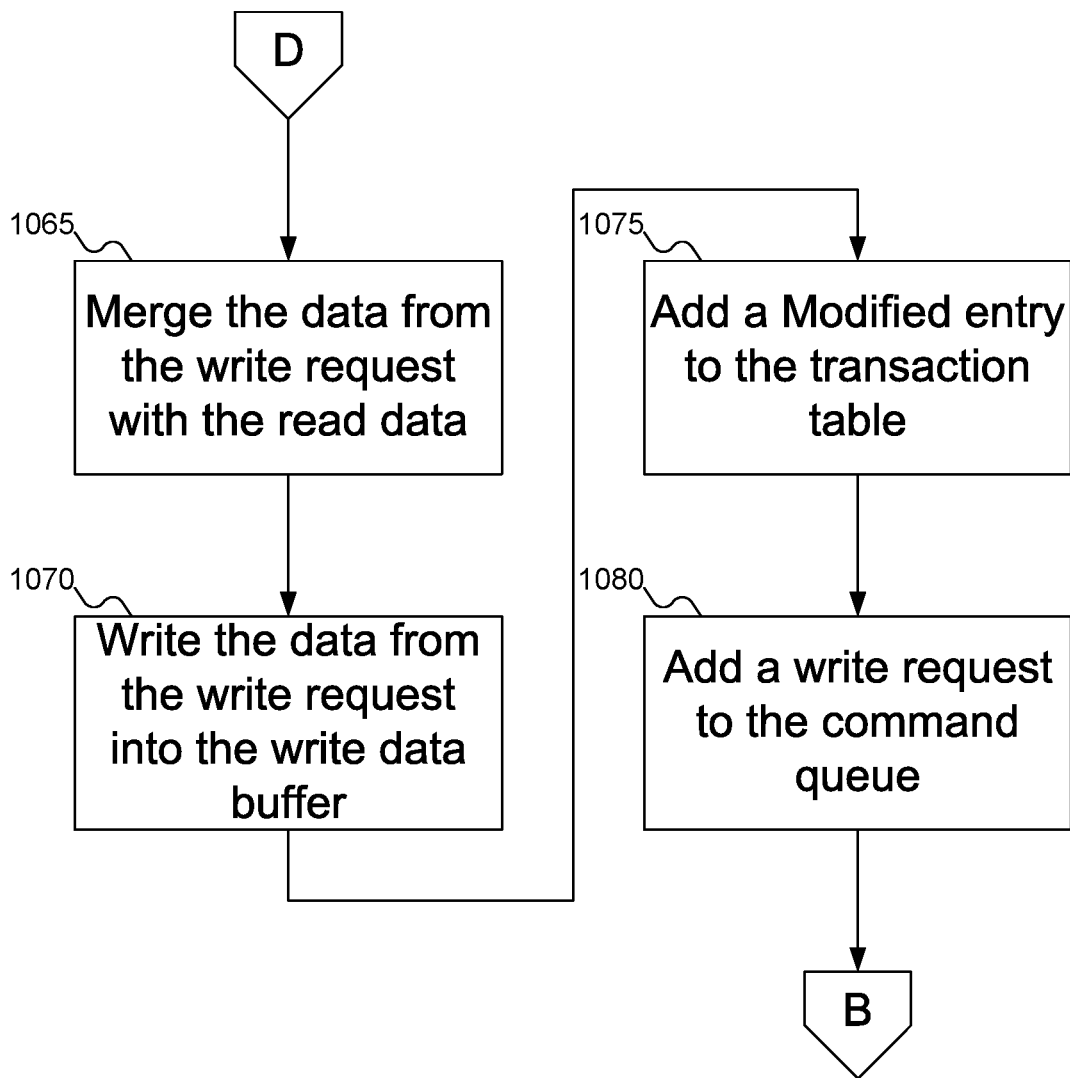 D
1065
Merge the data from
the write request
with the read data
1070
Write the data from
the write request
into the write data
buffer
1075
Add a Modified entry
to the transaction
table
1080
Add a write request
to the command
queue
B